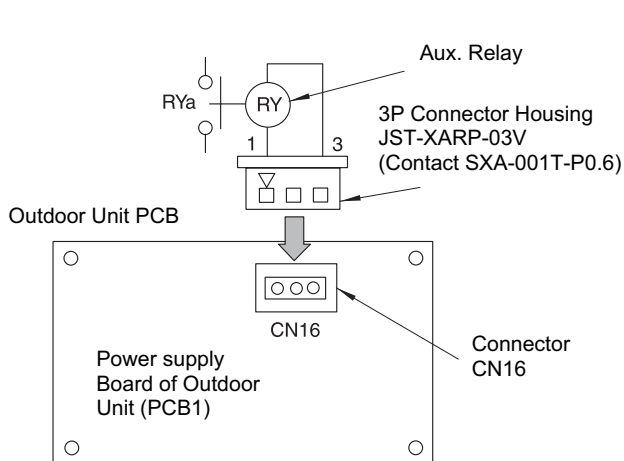 Aux. Relay
RYa
RY
3P Connector Housing
JST-XARP-03V
(Contact SXA-001T-P0.6)
1
3
Outdoor Unit PCB
CN16
Connector
CN16
Power supply
Board of Outdoor
Unit (PCB1)